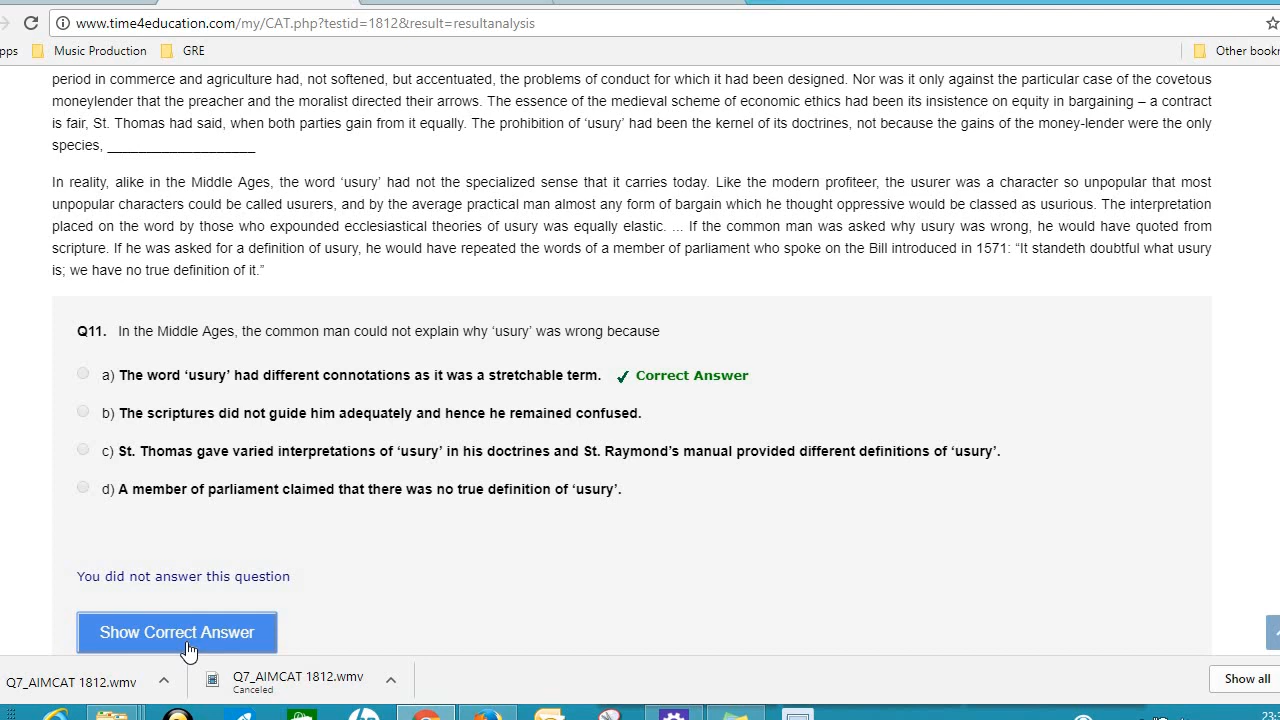 www.time4education.com/my/CAT.php?testid=1812&result=resultanalysis
pps Music Production GRE Other bookr
period in commerce and agriculture had, not softened, but accentuated, the problems of conduct for which it had been designed. Nor was it only against the particular case of the covetous
moneylender that the preacher and the moralist directed their arrows. The essence of the medieval scheme of economic ethics had been its insistence on equity in bargaining – a contract
is fair, St. Thomas had said, when both parties gain from it equally. The prohibition of ‘usury’ had been the kernel of its doctrines, not because the gains of the money-lender were the only
species, ___________________
In reality, alike in the Middle Ages, the word ‘usury’ had not the specialized sense that it carries today. Like the modern profiteer, the usurer was a character so unpopular that most
unpopular characters could be called usurers, and by the average practical man almost any form of bargain which he thought oppressive would be classed as usurious. The interpretation
placed on the word by those who expounded ecclesiastical theories of usury was equally elastic. ... If the common man was asked why usury was wrong, he would have quoted from
scripture. If he was asked for a definition of usury, he would have repeated the words of a member of parliament who spoke on the Bill introduced in 1571: “It standeth doubtful what usury
is; we have no true definition of it.”
Q11. In the Middle Ages, the common man could not explain why ‘usury’ was wrong because
a) The word ‘usury’ had different connotations as it was a stretchable term. ✓ Correct Answer
b) The scriptures did not guide him adequately and hence he remained confused.
c) St. Thomas gave varied interpretations of ‘usury’ in his doctrines and St. Raymond’s manual provided different definitions of ‘usury’.
d) A member of parliament claimed that there was no true definition of ‘usury’.
You did not answer this question
Show Correct Answer
Q7_AIMCAT 1812.wmv Q7_AIMCAT 1812.wmv Show all
Canceled